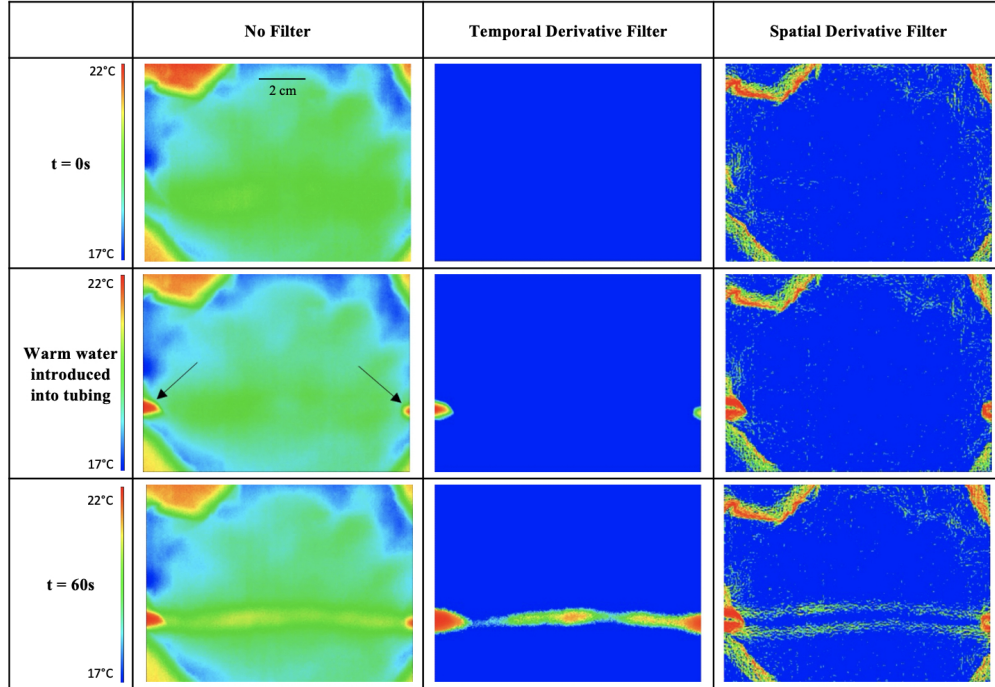 No Filter
Temporal Derivative Filter
Spatial Derivative Filter
22°C
2 cm
t = 0s
17°C
22°C
Warm water
introduced
into tubing
17°C
22°C
t = 60s
17°C